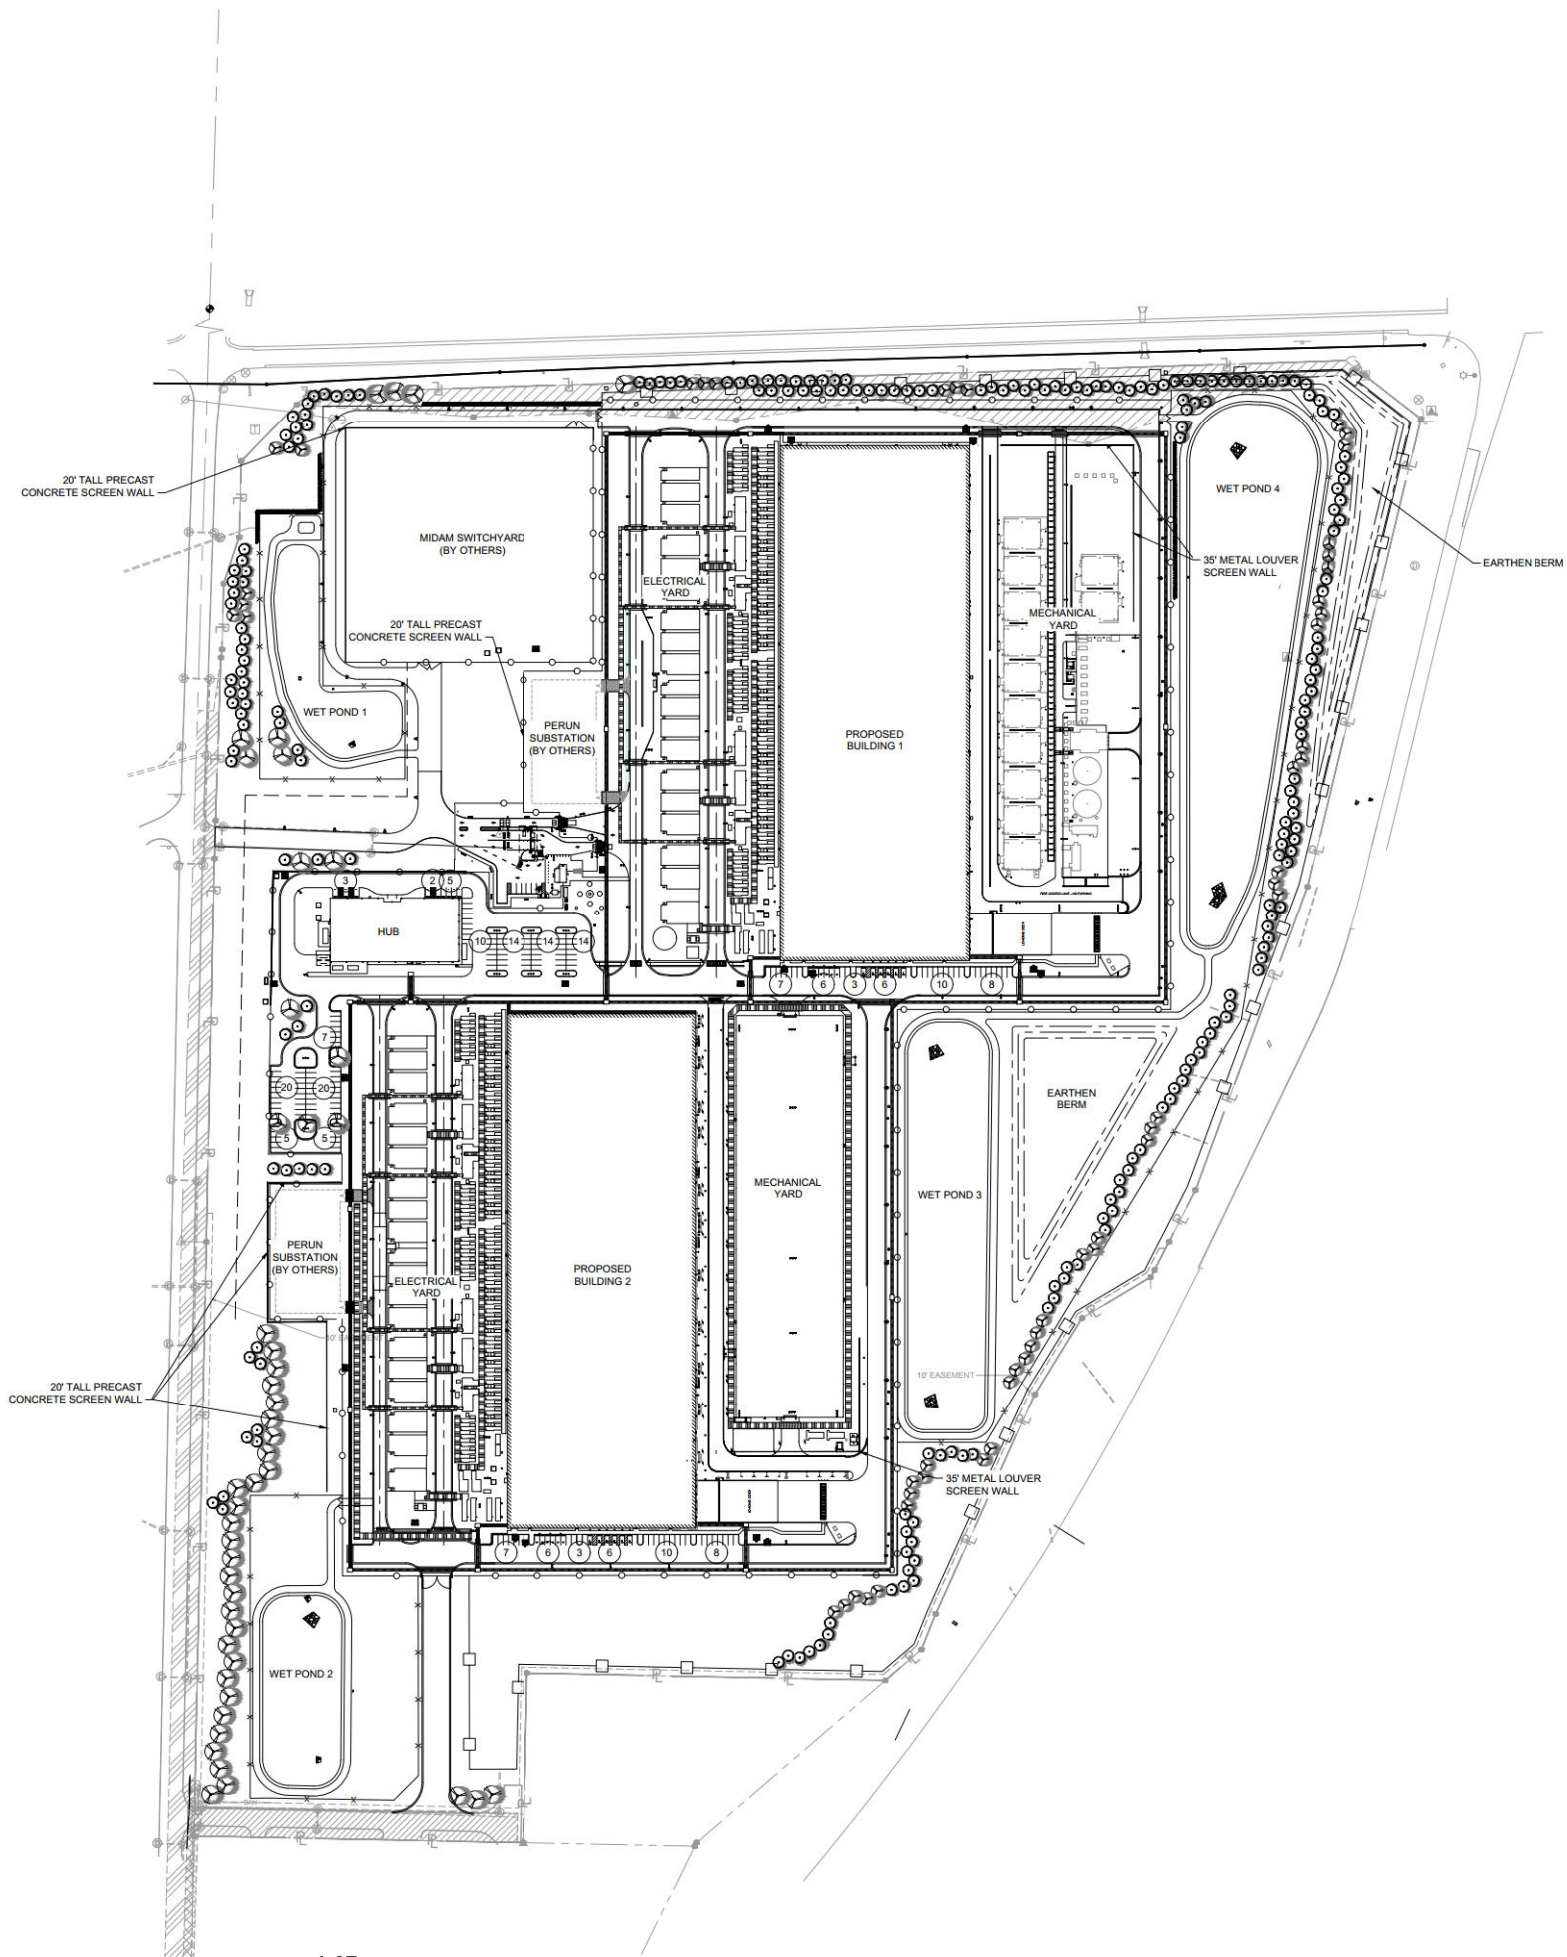 20' TALL PRECAST
CONCRETE SCREEN WALL
MIDAM SWITCHYARD
(BY OTHERS)
WET POND 4
35' METAL LOUVER
SCREEN WALL
EARTHEN BERM
ELECTRICAL
YARD
MECHANICAL
YARD
20' TALL PRECAST
CONCRETE SCREEN WALL
WET POND 1
PERUN
SUBSTATION
(BY OTHERS)
PROPOSED
BUILDING 1
3
2
5
HUB
10
14
14
14
7
6
3
6
10
8
7
20
20
5
5
EARTHEN
BERM
MECHANICAL
YARD
WET POND 3
PERUN
SUBSTATION
(BY OTHERS)
ELECTRICAL
YARD
PROPOSED
BUILDING 2
10' EASEMENT
10' EASEMENT
20' TALL PRECAST
CONCRETE SCREEN WALL
35' METAL LOUVER
SCREEN WALL
7
6
3
6
10
8
WET POND 2